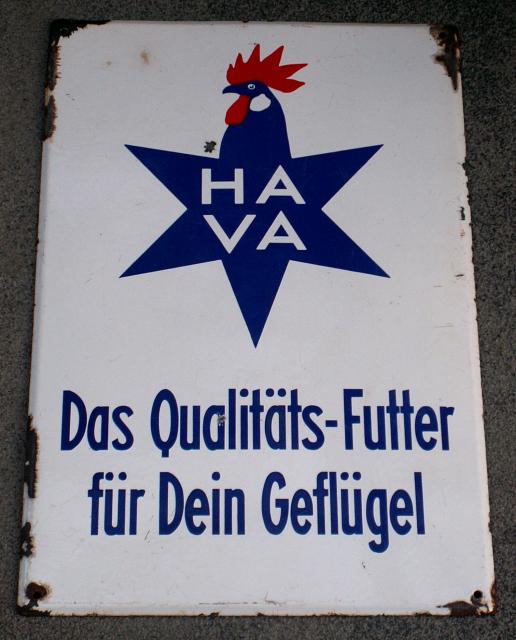 HA
VA
Das Qualitäts-Futter
für Dein Geflügel